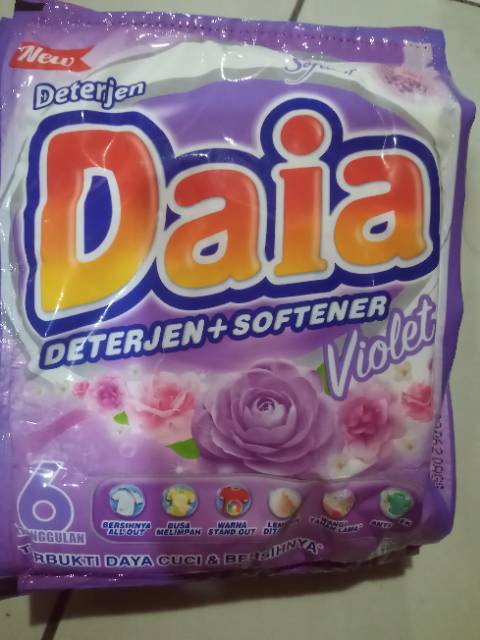 New
Deterjen
Daia
DETERJEN + SOFTENER
Violet
6
BERSIHNYA ALL OUT
BUSA MELIMPAH
WARNA STAND OUT
TERBUKTI DAYA CUCI & BERSIHNYA*